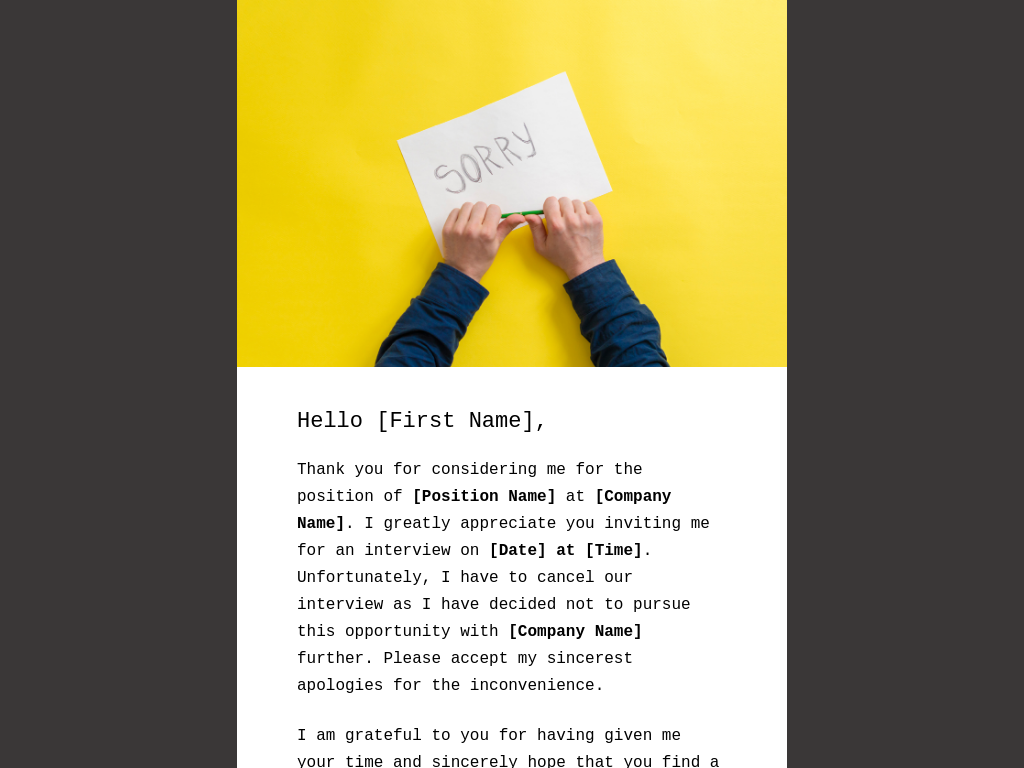 SORRY
Hello [First Name],
Thank you for considering me for the
position of [Position Name] at [Company
Name]. I greatly appreciate you inviting me
for an interview on [Date] at [Time].
Unfortunately, I have to cancel our
interview as I have decided not to pursue
this opportunity with [Company Name]
further. Please accept my sincerest
apologies for the inconvenience.
I am grateful to you for having given me
your time and sincerely hope that you find a